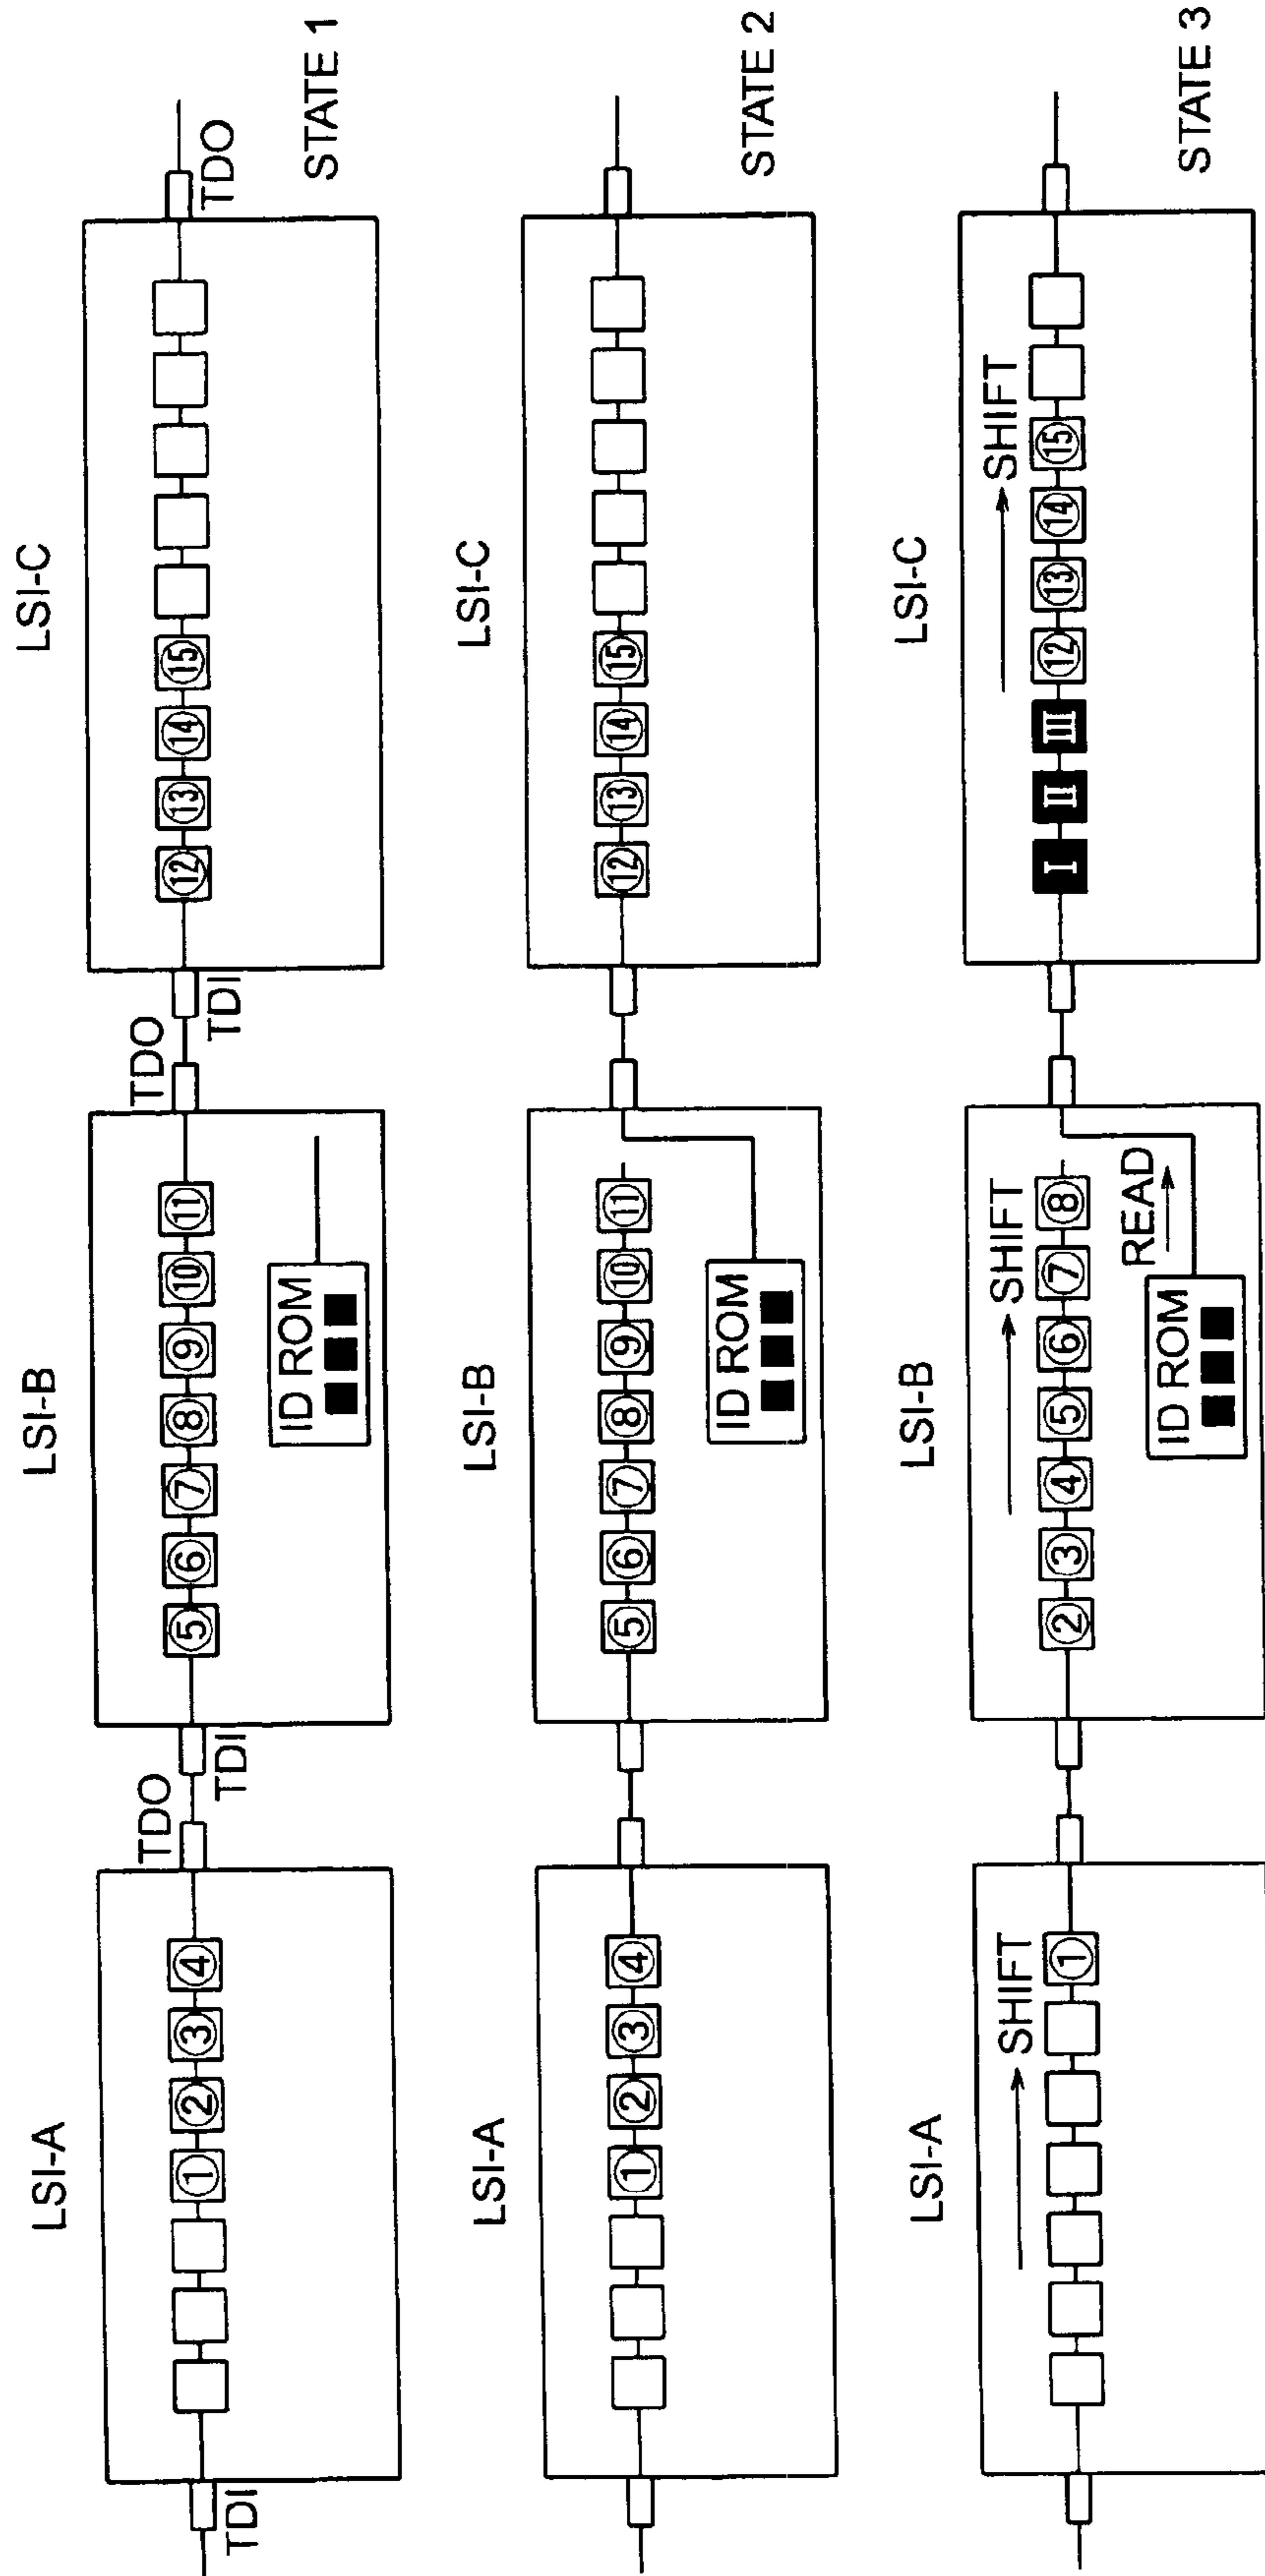 LSI-A LSI-B LSI-C
TDO TDO
① ② ③ ④ ⑤ ⑥ ⑦ ⑧ ⑨ ⑩ ⑪ ⑫ ⑬ ⑭ ⑮
TDI TDI TDI TDO
ID ROM
STATE 1
LSI-A LSI-B LSI-C
① ② ③ ④ ⑤ ⑥ ⑦ ⑧ ⑨ ⑩ ⑪ ⑫ ⑬ ⑭ ⑮
ID ROM
STATE 2
LSI-A LSI-B LSI-C
SHIFT SHIFT SHIFT
① ② ③ ④ ⑤ ⑥ ⑦ ⑧ I II III ⑫ ⑬ ⑭ ⑮
READ
ID ROM
STATE 3